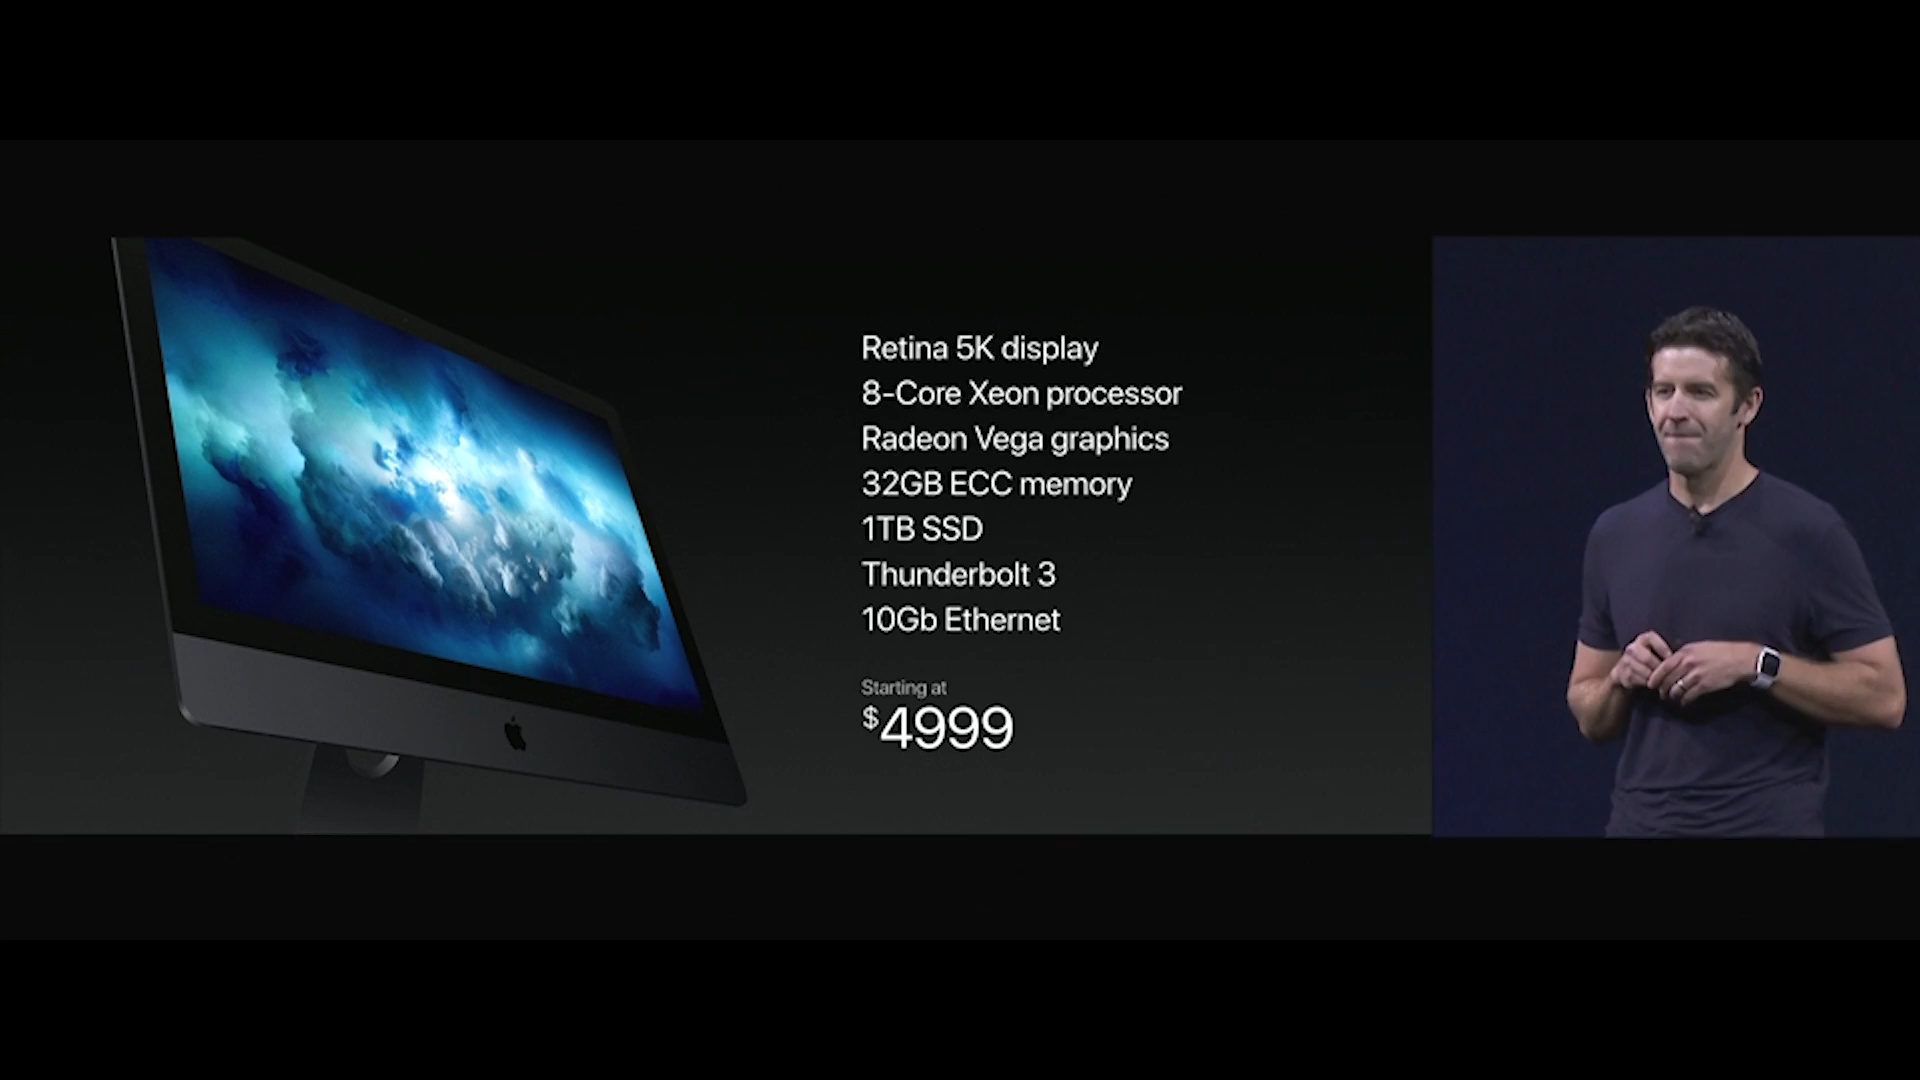 Retina 5K display
8-Core Xeon processor
Radeon Vega graphics
32GB ECC memory
1TB SSD
Thunderbolt 3
10Gb Ethernet
Starting at
$4999